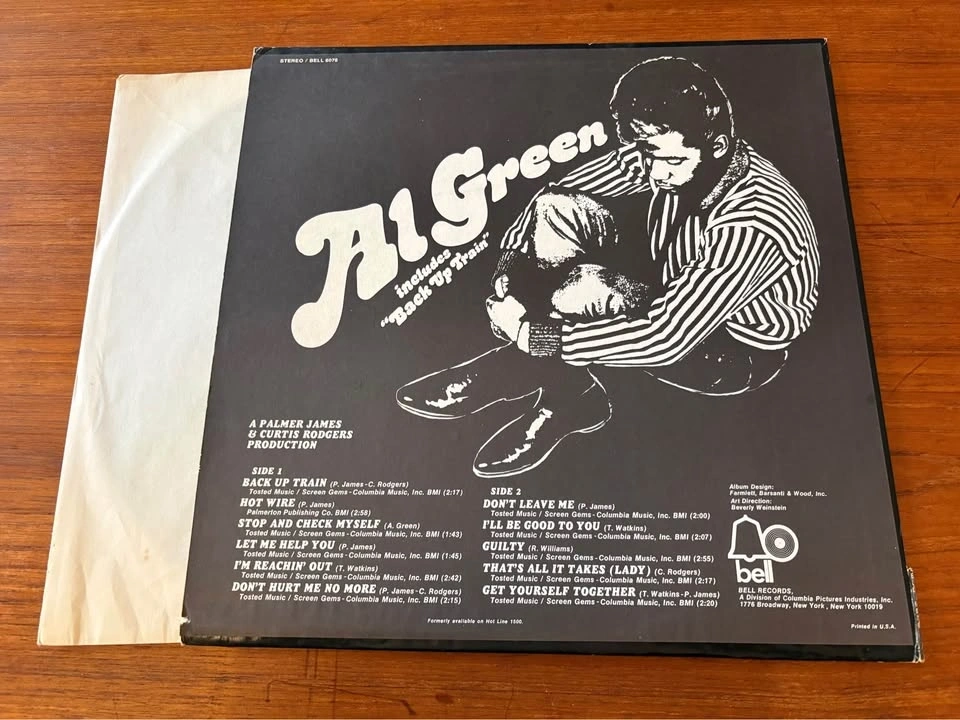 STEREO / BELL 6076
Al Green
includes
"Back Up Train"
A PALMER JAMES
& CURTIS RODGERS
PRODUCTION
SIDE 1
BACK UP TRAIN (P. James-C. Rodgers)
Tosted Music / Screen Gems-Columbia Music, Inc. BMI (2:17)
HOT WIRE (P. James)
Palmerton Publishing Co. BMI (2:58)
STOP AND CHECK MYSELF (A. Green)
Tosted Music / Screen Gems-Columbia Music, Inc. BMI (1:43)
LET ME HELP YOU (P. James)
Tosted Music / Screen Gems-Columbia Music, Inc. BMI (1:45)
I'M REACHIN' OUT (T. Watkins)
Tosted Music / Screen Gems-Columbia Music, Inc. BMI (2:42)
DON'T HURT ME NO MORE (P. James-C. Rodgers)
Tosted Music / Screen Gems-Columbia Music, Inc. BMI (2:15)
SIDE 2
DON'T LEAVE ME (P. James)
Tosted Music / Screen Gems-Columbia Music, Inc. BMI (2:00)
I'LL BE GOOD TO YOU (T. Watkins)
Tosted Music / Screen Gems-Columbia Music, Inc. BMI (2:07)
GUILTY (R. Williams)
Tosted Music / Screen Gems-Columbia Music, Inc. BMI (2:55)
THAT'S ALL IT TAKES (LADY) (C. Rodgers)
Tosted Music / Screen Gems-Columbia Music, Inc. BMI (2:17)
GET YOURSELF TOGETHER (T. Watkins-P. James)
Tosted Music / Screen Gems-Columbia Music, Inc. BMI (2:20)
Album Design:
Farmlett, Barsanti & Wood, Inc.
Art Direction:
Beverly Weinstein
bell
BELL RECORDS,
A Division of Columbia Pictures Industries, Inc.
1776 Broadway, New York, New York 10019
Formerly available on Hot Line 1500.
Printed in U.S.A.